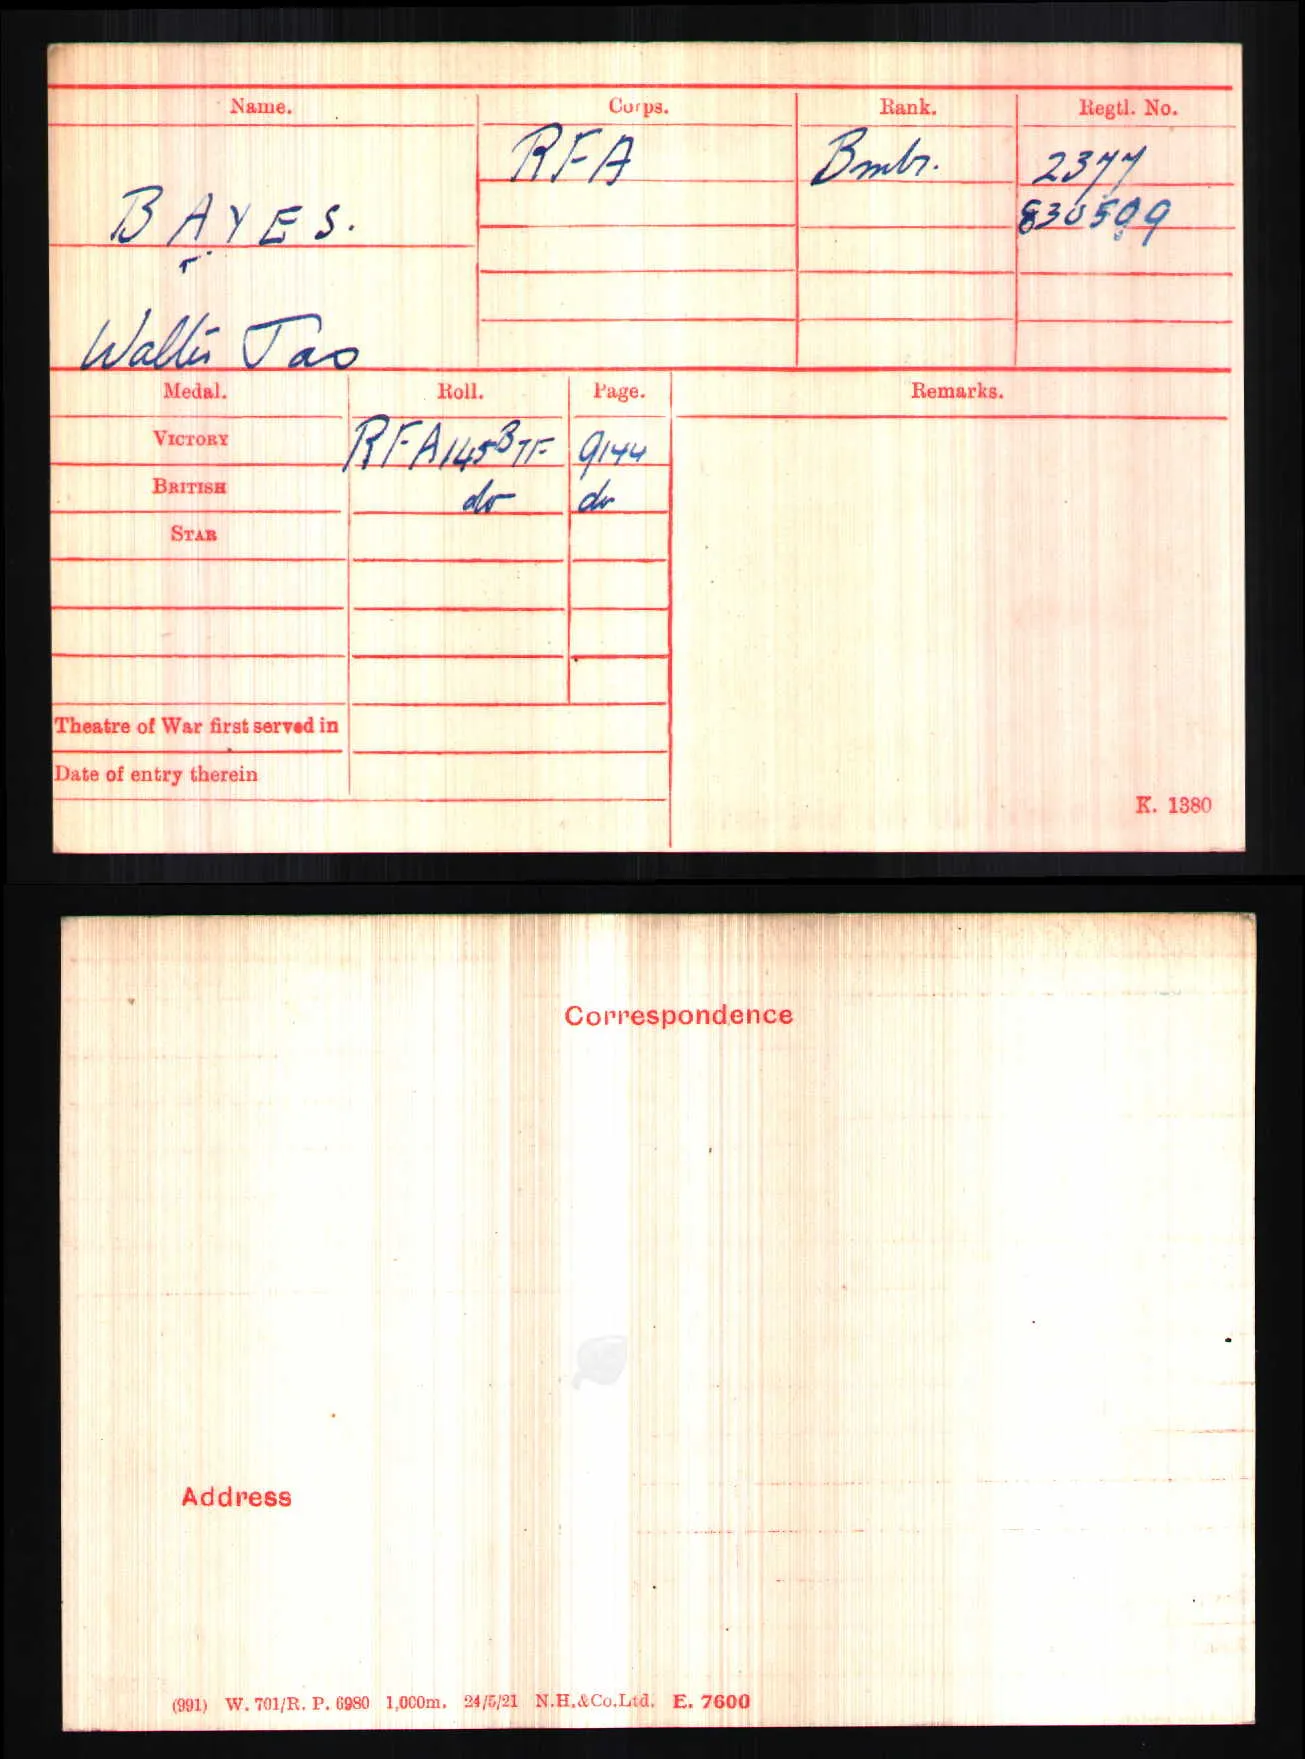 Name. Corps. Rank. Regtl. No.
RFA Bmbr. 2377
BAYES. 830509
Walter Jas
Medal. Roll. Page. Remarks.
VICTORY RFA145B TF 9144
BRITISH do do
STAR
Theatre of War first served in
Date of entry therein
K. 1380
Correspondence
Address
(991) W. 701/R. P. 6980 1,000m. 24/5/21 N.H.&Co.Ltd. E. 7600